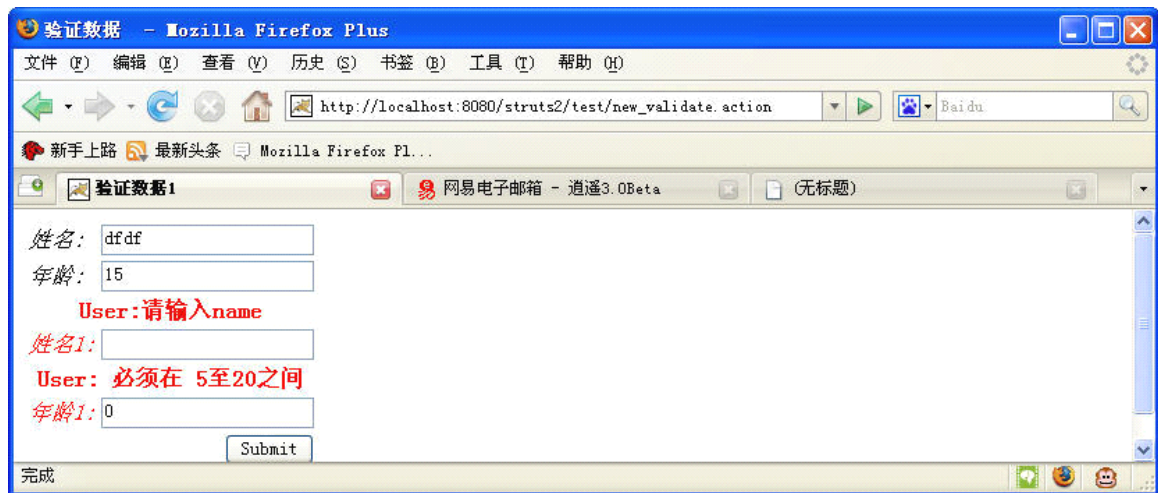 验证数据 - Mozilla Firefox Plus
文件 (F) 编辑 (E) 查看 (V) 历史 (S) 书签 (B) 工具 (T) 帮助 (H)
http://localhost:8080/struts2/test/new_validate.action Baidu
新手上路 最新头条 Mozilla Firefox Pl...
验证数据1 网易电子邮箱 - 逍遥3.0Beta (无标题)
姓名: dfdf
年龄: 15
User:请输入name
姓名1:
User: 必须在 5至20之间
年龄1: 0
Submit
完成